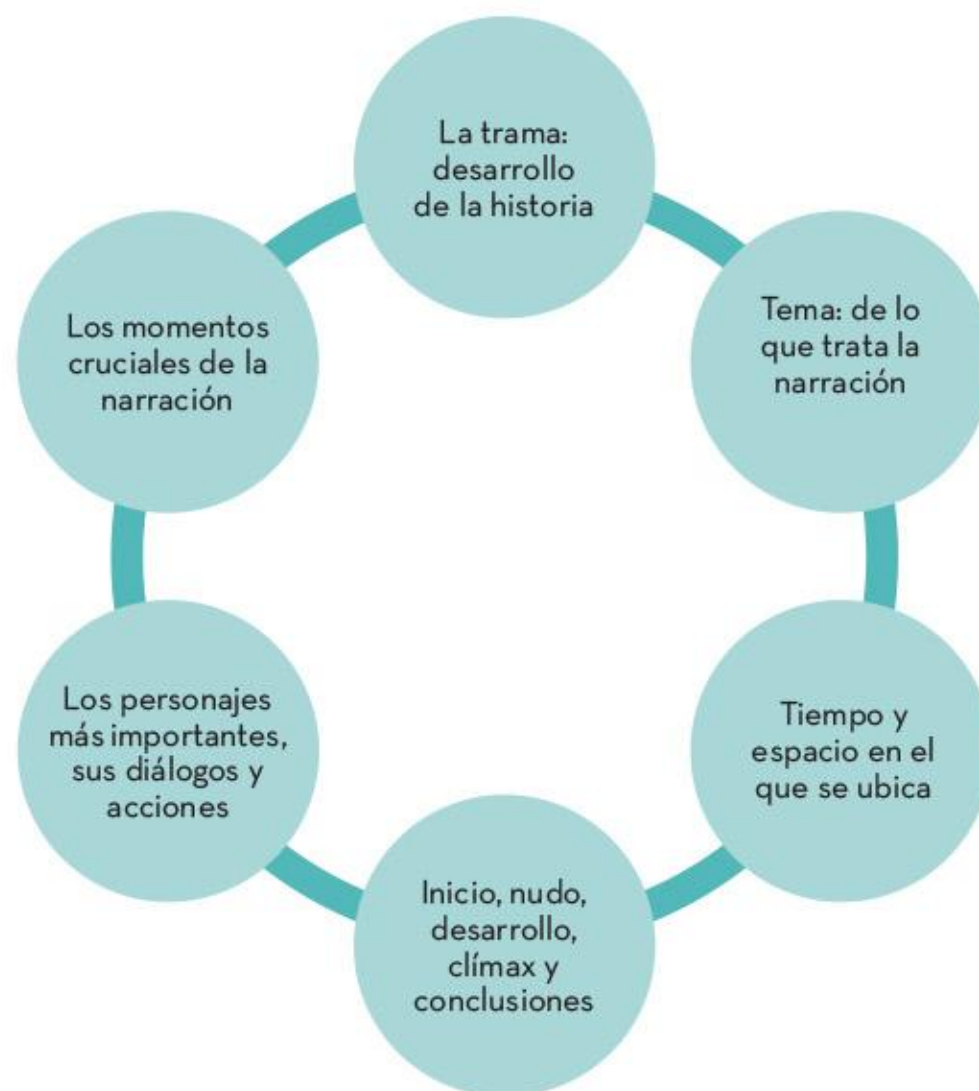 La trama:
desarrollo
de la historia
Tema: de lo
que trata la
narración
Tiempo y
espacio en el
que se ubica
Inicio, nudo,
desarrollo,
clímax y
conclusiones
Los personajes
más importantes,
sus diálogos y
acciones
Los momentos
cruciales de la
narración